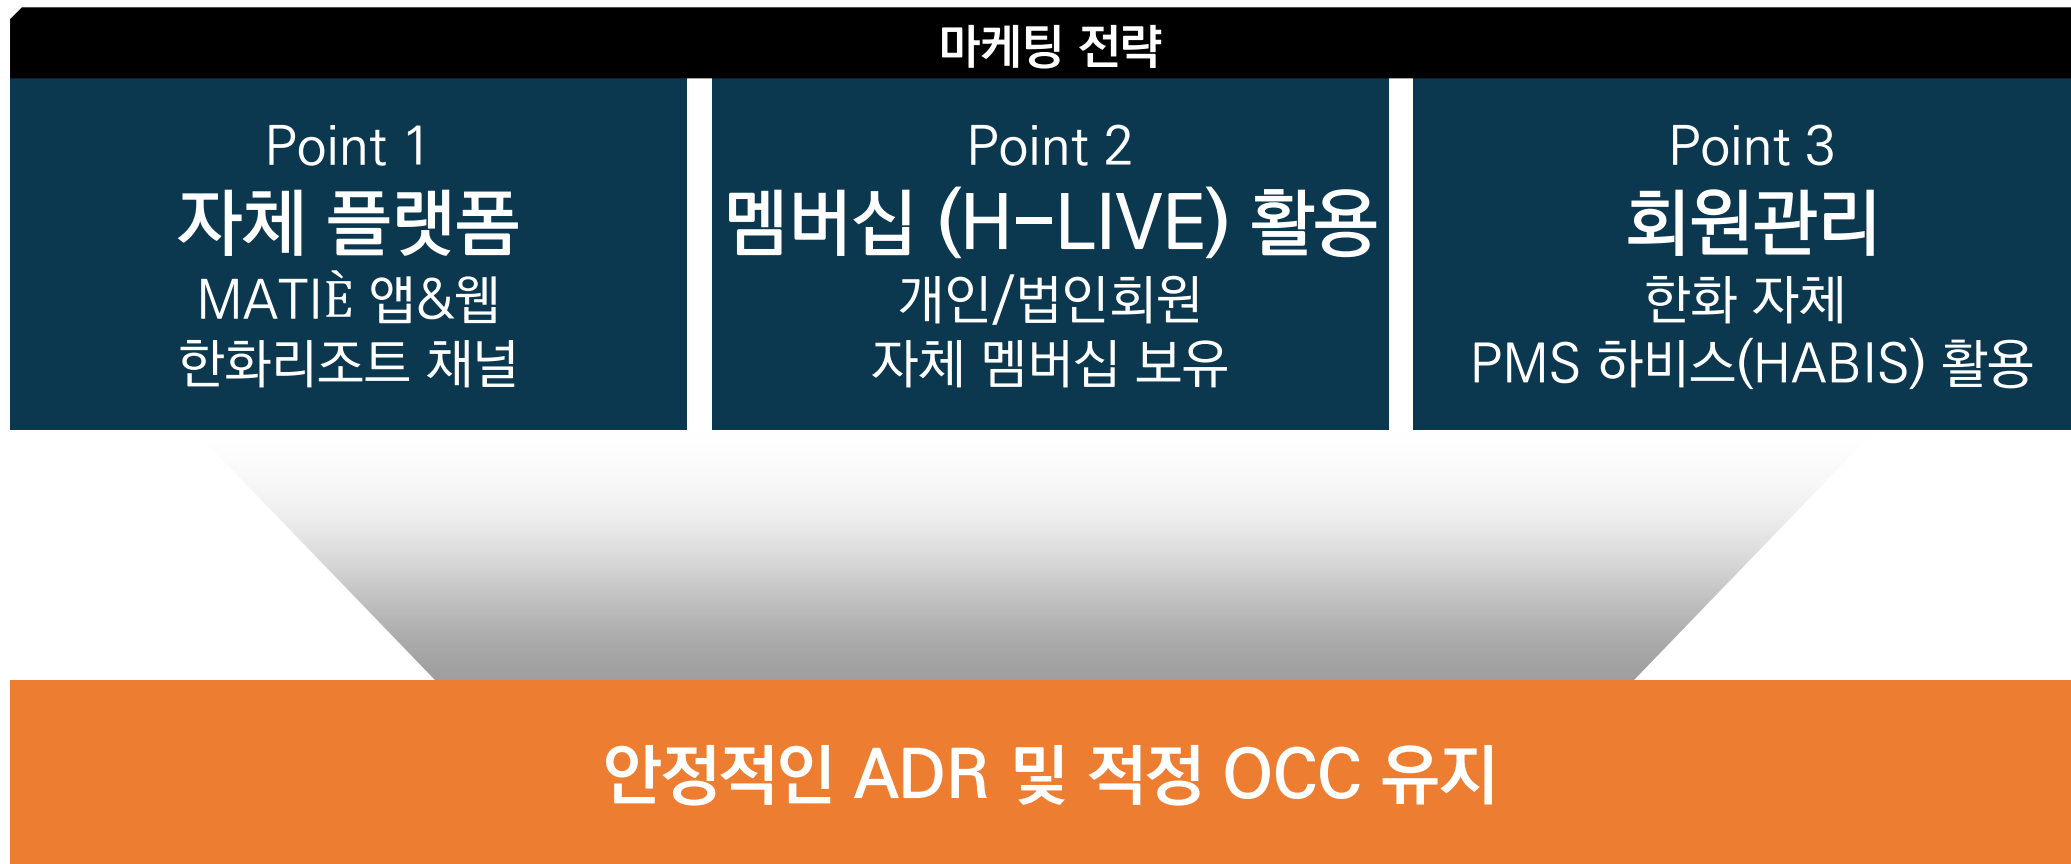 마케팅 전략
Point 1
자체 플랫폼
MATIÈ 앱&웹
한화리조트 채널
Point 2
멤버십 (H-LIVE) 활용
개인/법인회원
자체 멤버십 보유
Point 3
회원관리
한화 자체
PMS 하비스(HABIS) 활용
안정적인 ADR 및 적정 OCC 유지